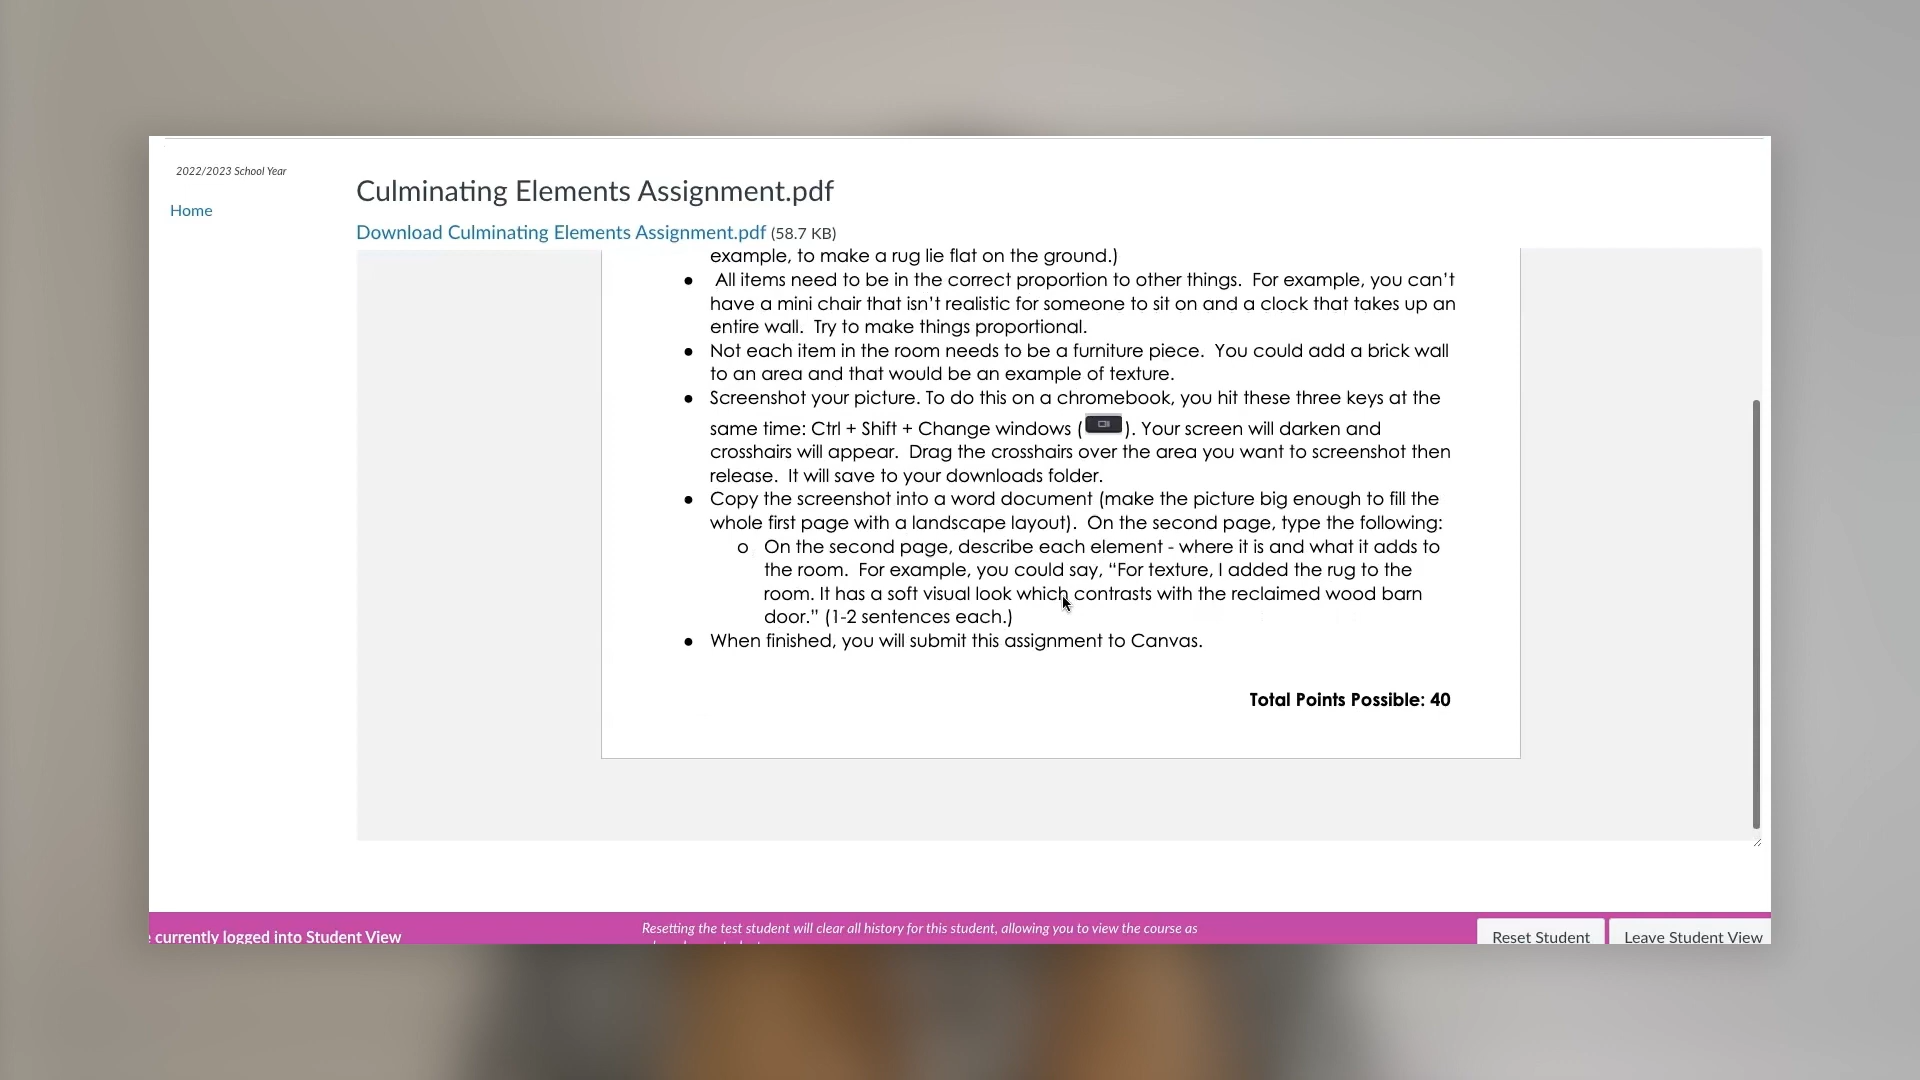 2022/2023 School Year
Home
Culminating Elements Assignment.pdf
Download Culminating Elements Assignment.pdf (58.7 KB)
example, to make a rug lie flat on the ground.)
● All items need to be in the correct proportion to other things. For example, you can’t
have a mini chair that isn’t realistic for someone to sit on and a clock that takes up an
entire wall. Try to make things proportional.
● Not each item in the room needs to be a furniture piece. You could add a brick wall
to an area and that would be an example of texture.
● Screenshot your picture. To do this on a chromebook, you hit these three keys at the
same time: Ctrl + Shift + Change windows ( ). Your screen will darken and
crosshairs will appear. Drag the crosshairs over the area you want to screenshot then
release. It will save to your downloads folder.
● Copy the screenshot into a word document (make the picture big enough to fill the
whole first page with a landscape layout). On the second page, type the following:
o On the second page, describe each element - where it is and what it adds to
the room. For example, you could say, “For texture, I added the rug to the
room. It has a soft visual look which contrasts with the reclaimed wood barn
door.” (1-2 sentences each.)
● When finished, you will submit this assignment to Canvas.
Total Points Possible: 40
currently logged into Student View
Resetting the test student will clear all history for this student, allowing you to view the course as
Reset Student
Leave Student View